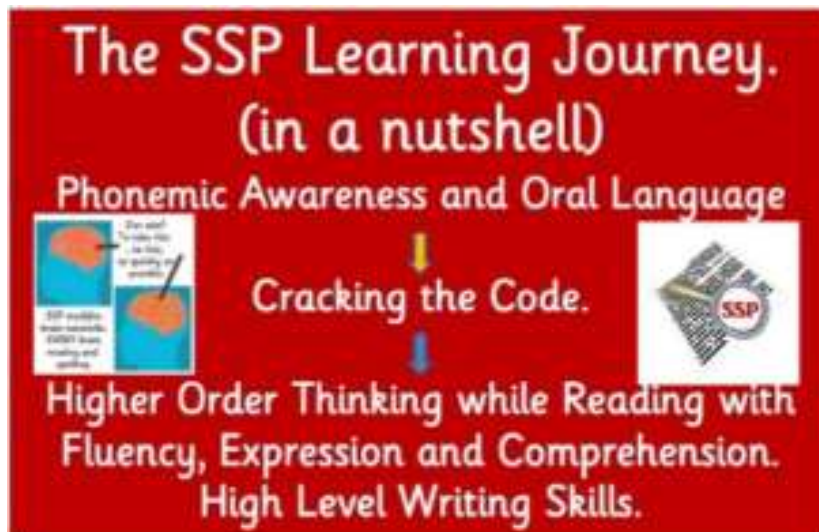 The SSP Learning Journey.
(in a nutshell)
Phonemic Awareness and Oral Language
Cracking the Code.
SSP
Higher Order Thinking while Reading with
Fluency, Expression and Comprehension.
High Level Writing Skills.